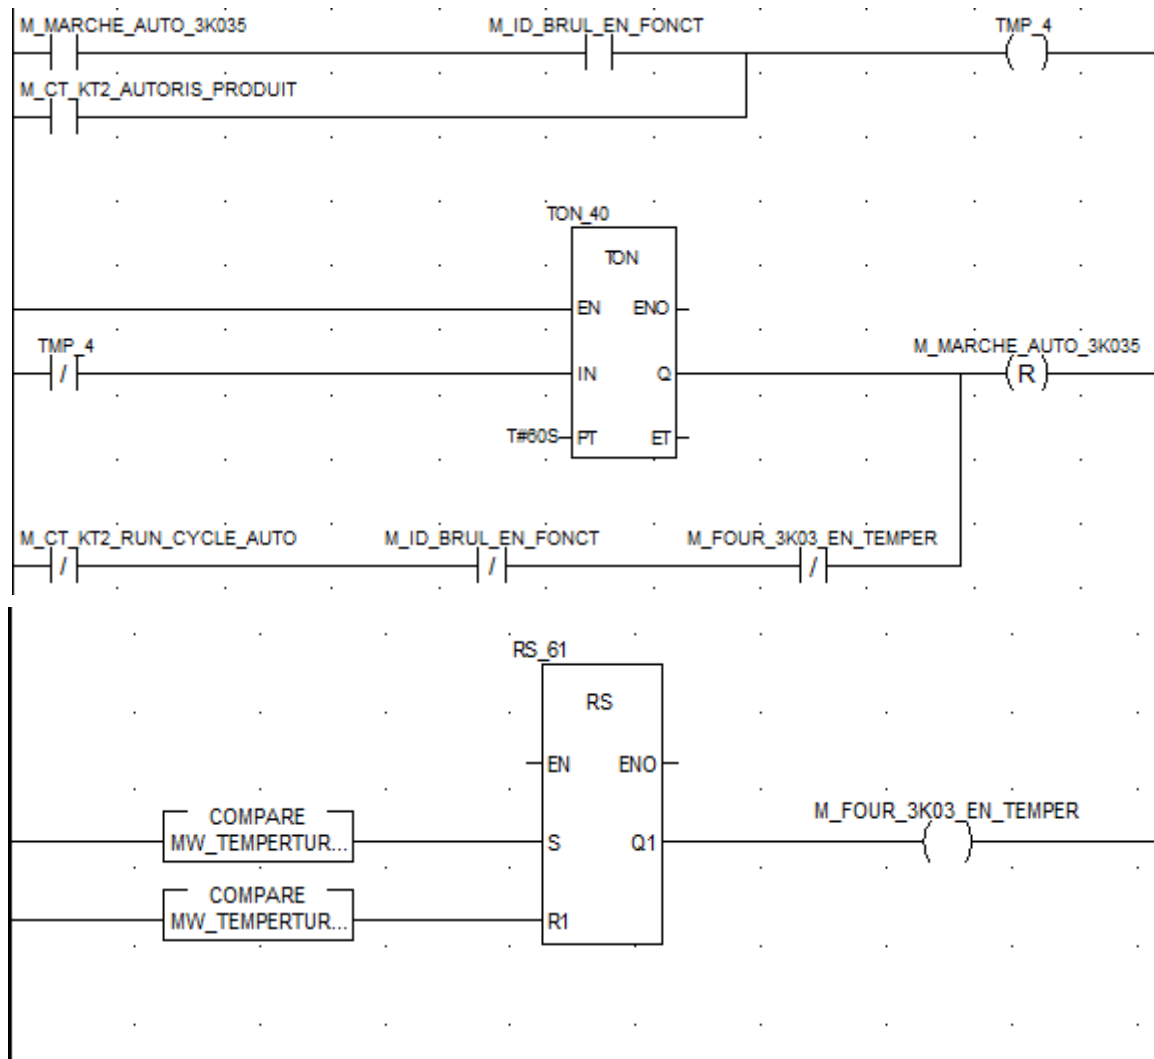 M_MARCHE_AUTO_3K035 M_ID_BRUL_EN_FONCT TMP_4
M_CT_KT2_AUTORIS_PRODUIT
TON_40
TON
EN ENO
TMP_4 M_MARCHE_AUTO_3K035
/ IN Q R
T#60S PT ET
M_CT_KT2_RUN_CYCLE_AUTO M_ID_BRUL_EN_FONCT M_FOUR_3K03_EN_TEMPER
/ / /
RS_61
RS
EN ENO
COMPARE M_FOUR_3K03_EN_TEMPER
MW_TEMPERTUR... S Q1
COMPARE
MW_TEMPERTUR... R1